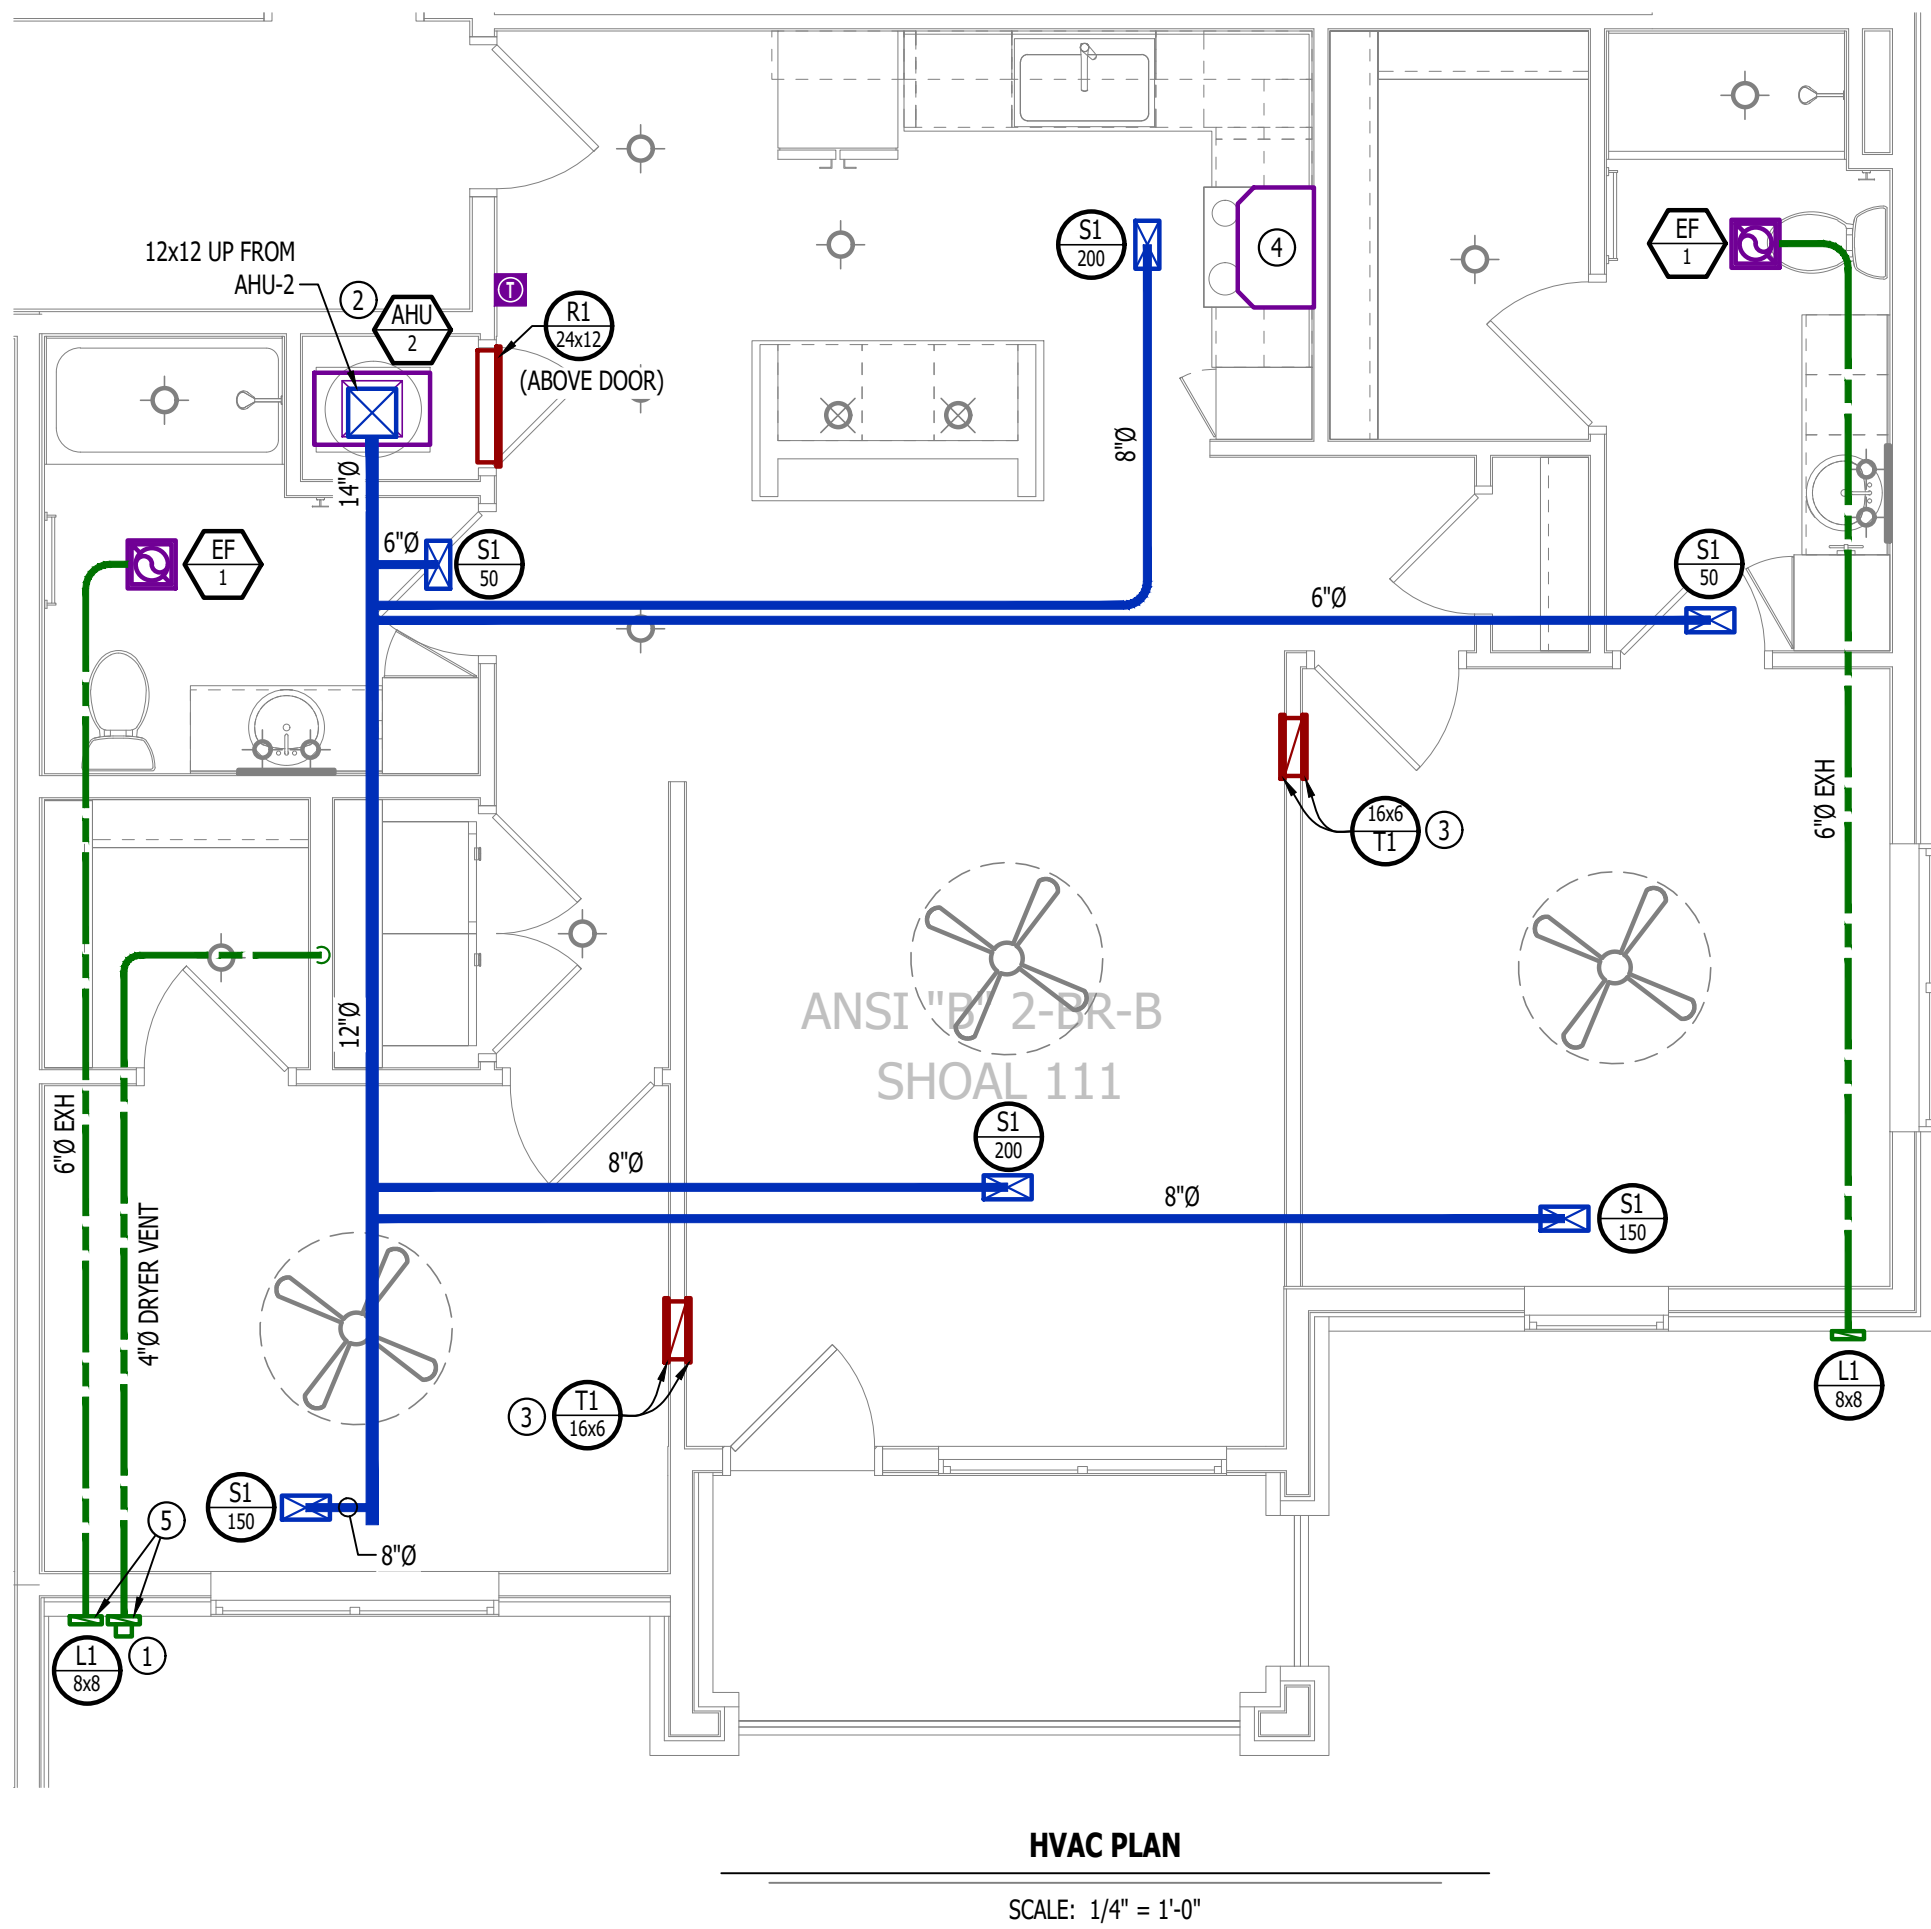 12x12 UP FROM
AHU-2
2
AHU
2
T
R1
24x12
(ABOVE DOOR)
S1
200
4
EF
1
14"Ø
8"Ø
6"Ø
S1
50
EF
1
S1
50
6"Ø
16x6
T1
3
6"Ø EXH
12"Ø
ANSI "B" 2-BR-B
SHOAL 111
6"Ø EXH
4"Ø DRYER VENT
8"Ø
S1
200
8"Ø
S1
150
3
T1
16x6
L1
8x8
S1
150
8"Ø
5
L1
8x8
1
HVAC PLAN
SCALE: 1/4" = 1'-0"